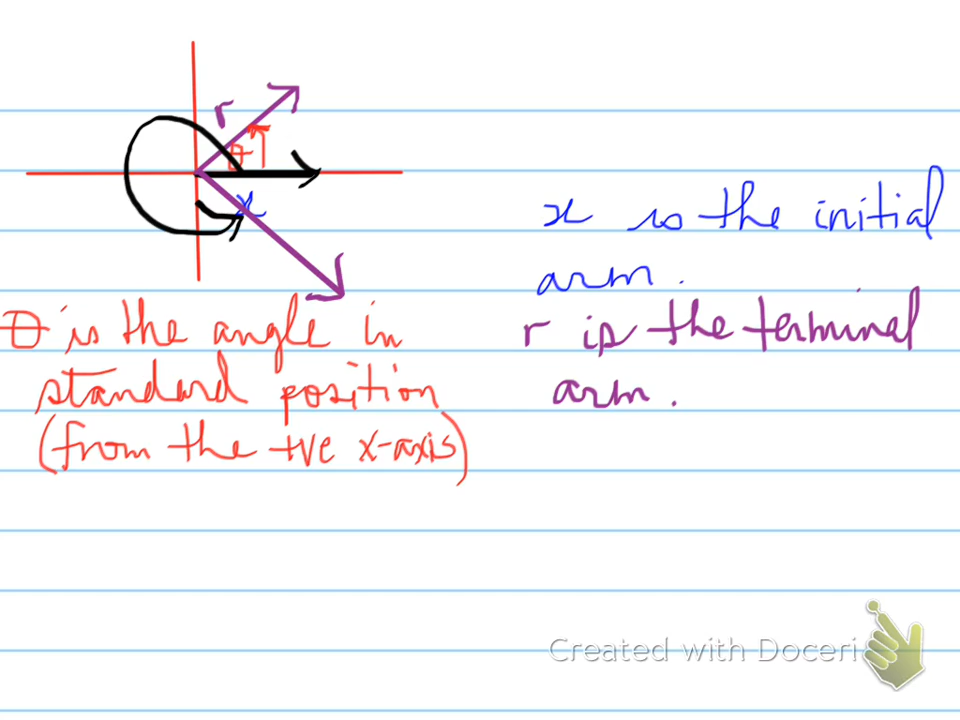 r
θ
x
x is the initial
arm.
θ is the angle in
standard position
(from the +ve x-axis)
r is the terminal
arm.
Created with Doceri